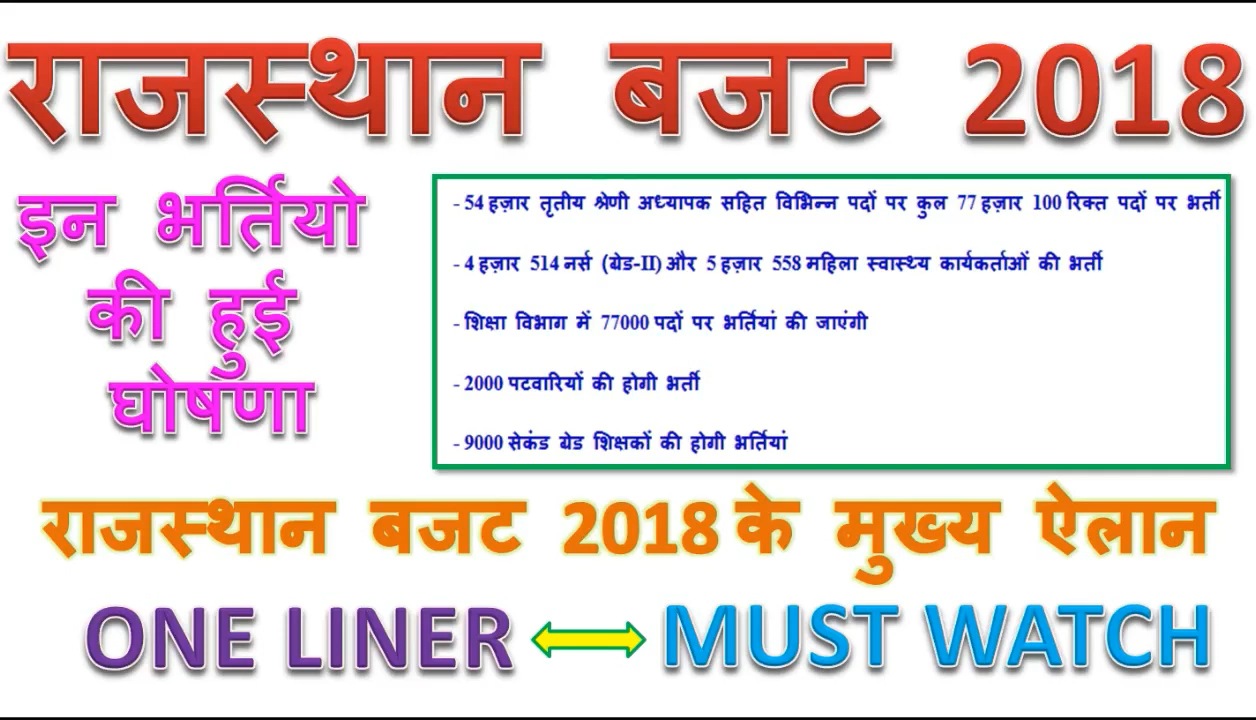 राजस्थान बजट 2018
इन भर्तियो
की हुई
घोषणा
- 54 हज़ार तृतीय श्रेणी अध्यापक सहित विभिन्न पदों पर कुल 77 हज़ार 100 रिक्त पदों पर भर्ती
- 4 हज़ार 514 नर्स (ग्रेड-II) और 5 हज़ार 558 महिला स्वास्थ्य कार्यकर्ताओं की भर्ती
- शिक्षा विभाग में 77000 पदों पर भर्तियां की जाएंगी
- 2000 पटवारियों की होगी भर्ती
- 9000 सेकंड ग्रेड शिक्षकों की होगी भर्तियां
राजस्थान बजट 2018 के मुख्य ऐलान
ONE LINER MUST WATCH